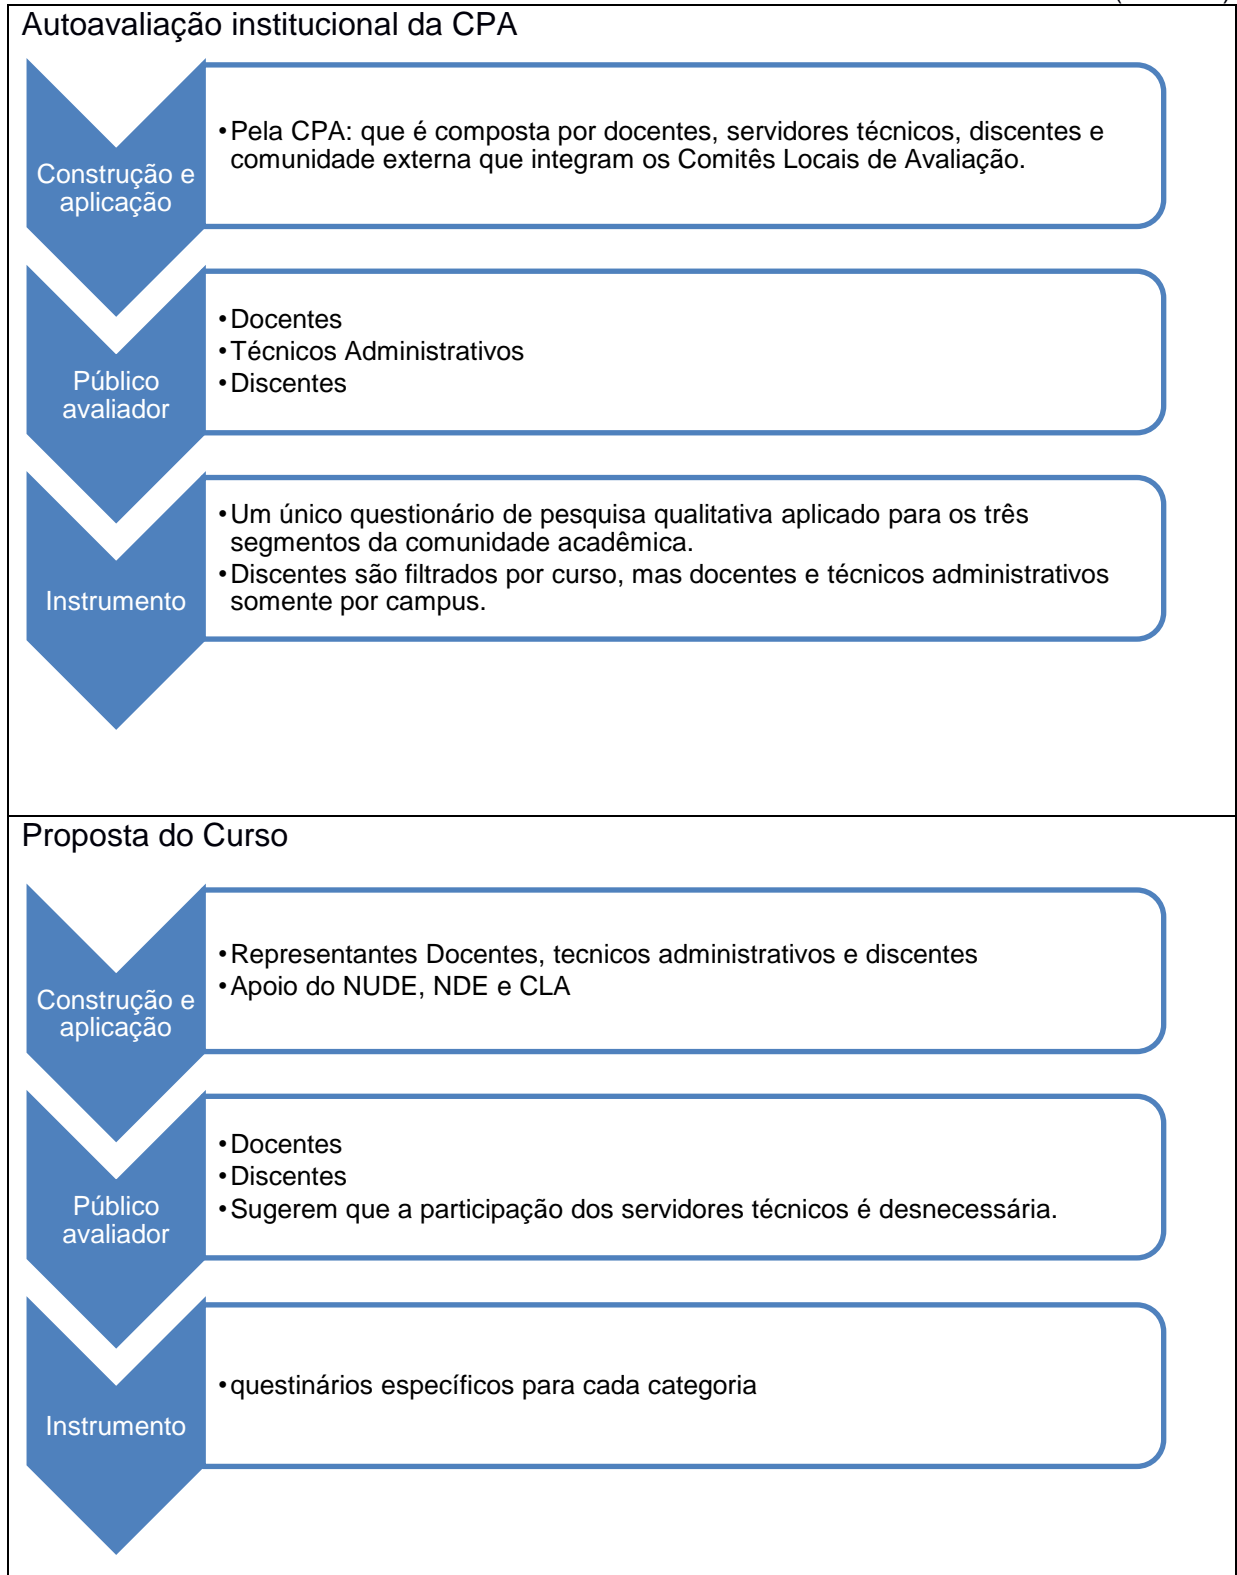 Autoavaliação institucional da CPA
Construção e
aplicação
•Pela CPA: que é composta por docentes, servidores técnicos, discentes e
comunidade externa que integram os Comitês Locais de Avaliação.
Público
avaliador
•Docentes
•Técnicos Administrativos
•Discentes
Instrumento
•Um único questionário de pesquisa qualitativa aplicado para os três
segmentos da comunidade acadêmica.
•Discentes são filtrados por curso, mas docentes e técnicos administrativos
somente por campus.
Proposta do Curso
Construção e
aplicação
•Representantes Docentes, tecnicos administrativos e discentes
•Apoio do NUDE, NDE e CLA
Público
avaliador
•Docentes
•Discentes
•Sugerem que a participação dos servidores técnicos é desnecessária.
Instrumento
•questinários específicos para cada categoria